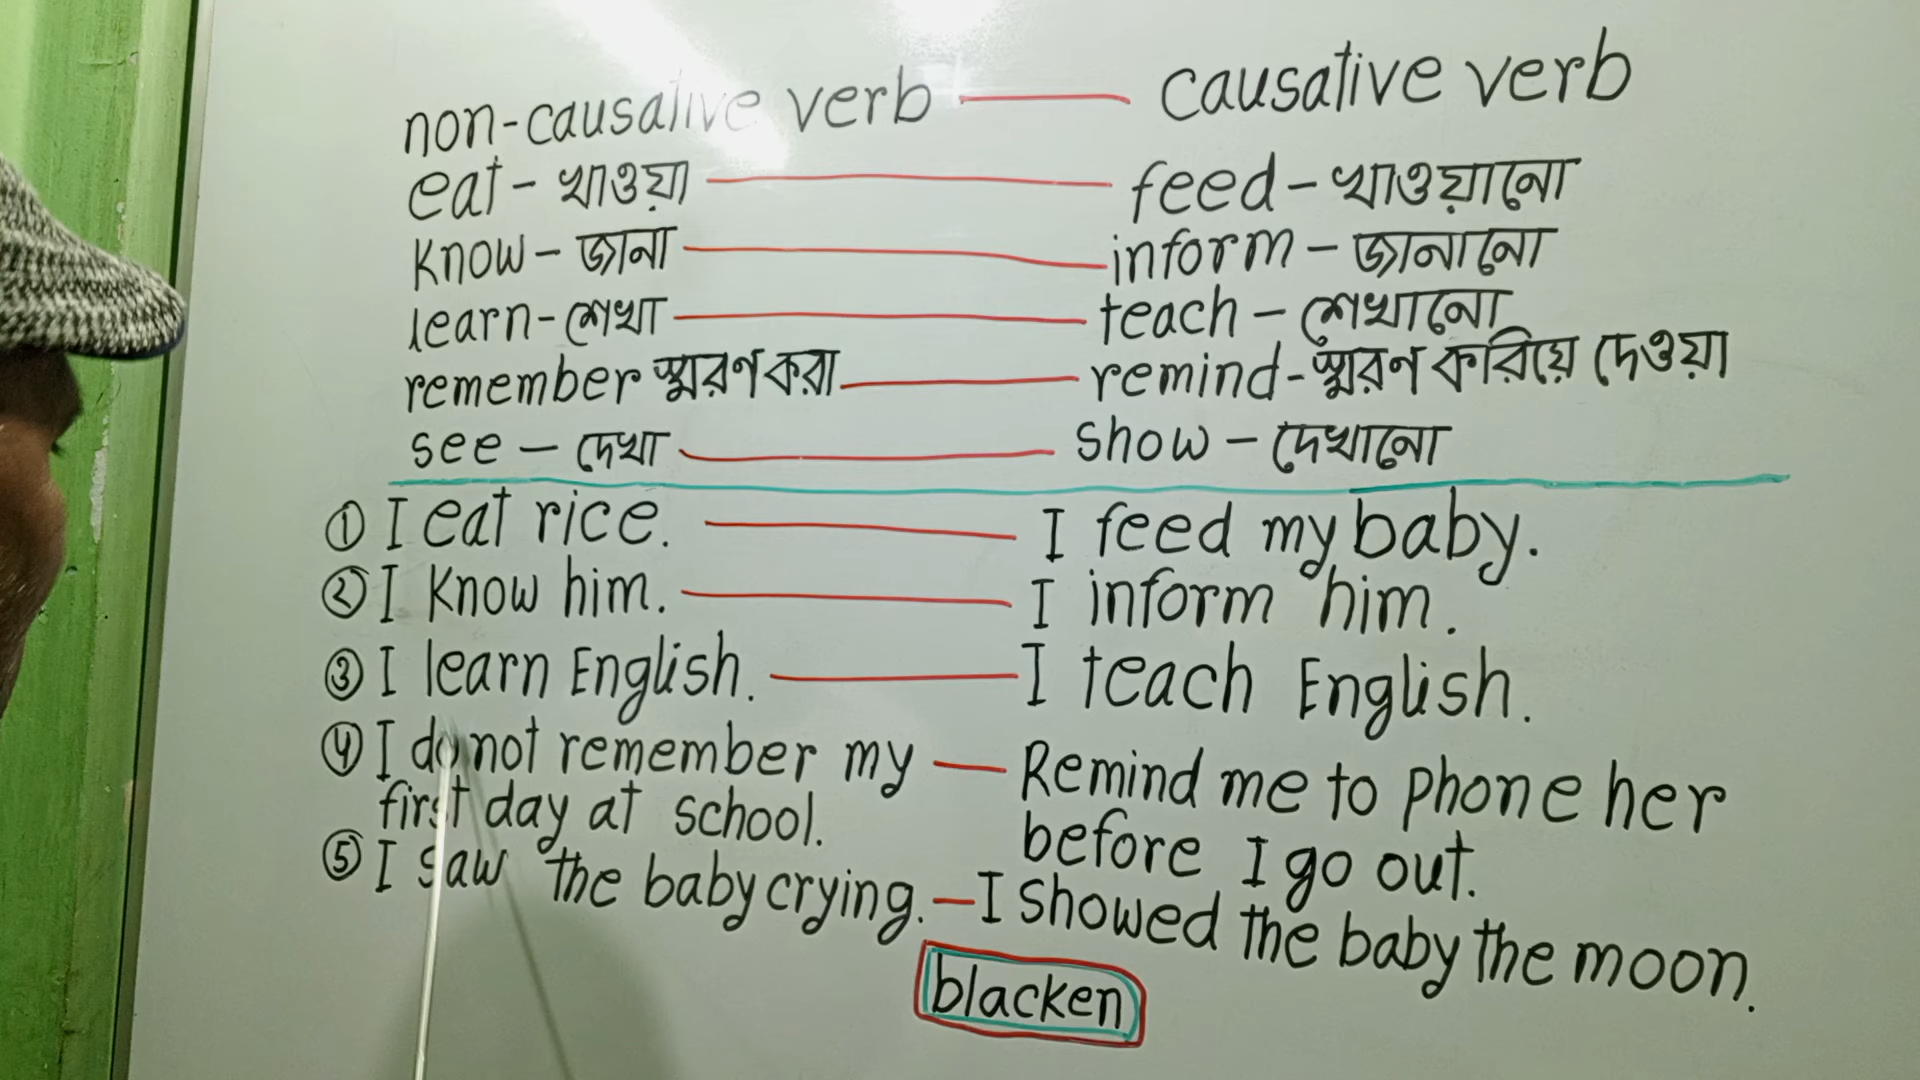 non-causative verb — causative verb
eat - খাওয়া — feed - খাওয়ানো
know - জানা — inform - জানানো
learn - শেখা — teach - শেখানো
remember স্মরণ করা — remind - স্মরণ করিয়ে দেওয়া
see - দেখা — show - দেখানো
① I eat rice. — I feed my baby.
② I know him. — I inform him.
③ I learn English. — I teach English.
④ I do not remember my — Remind me to phone her
first day at school. before I go out.
⑤ I saw the baby crying. — I showed the baby the moon.
blacken